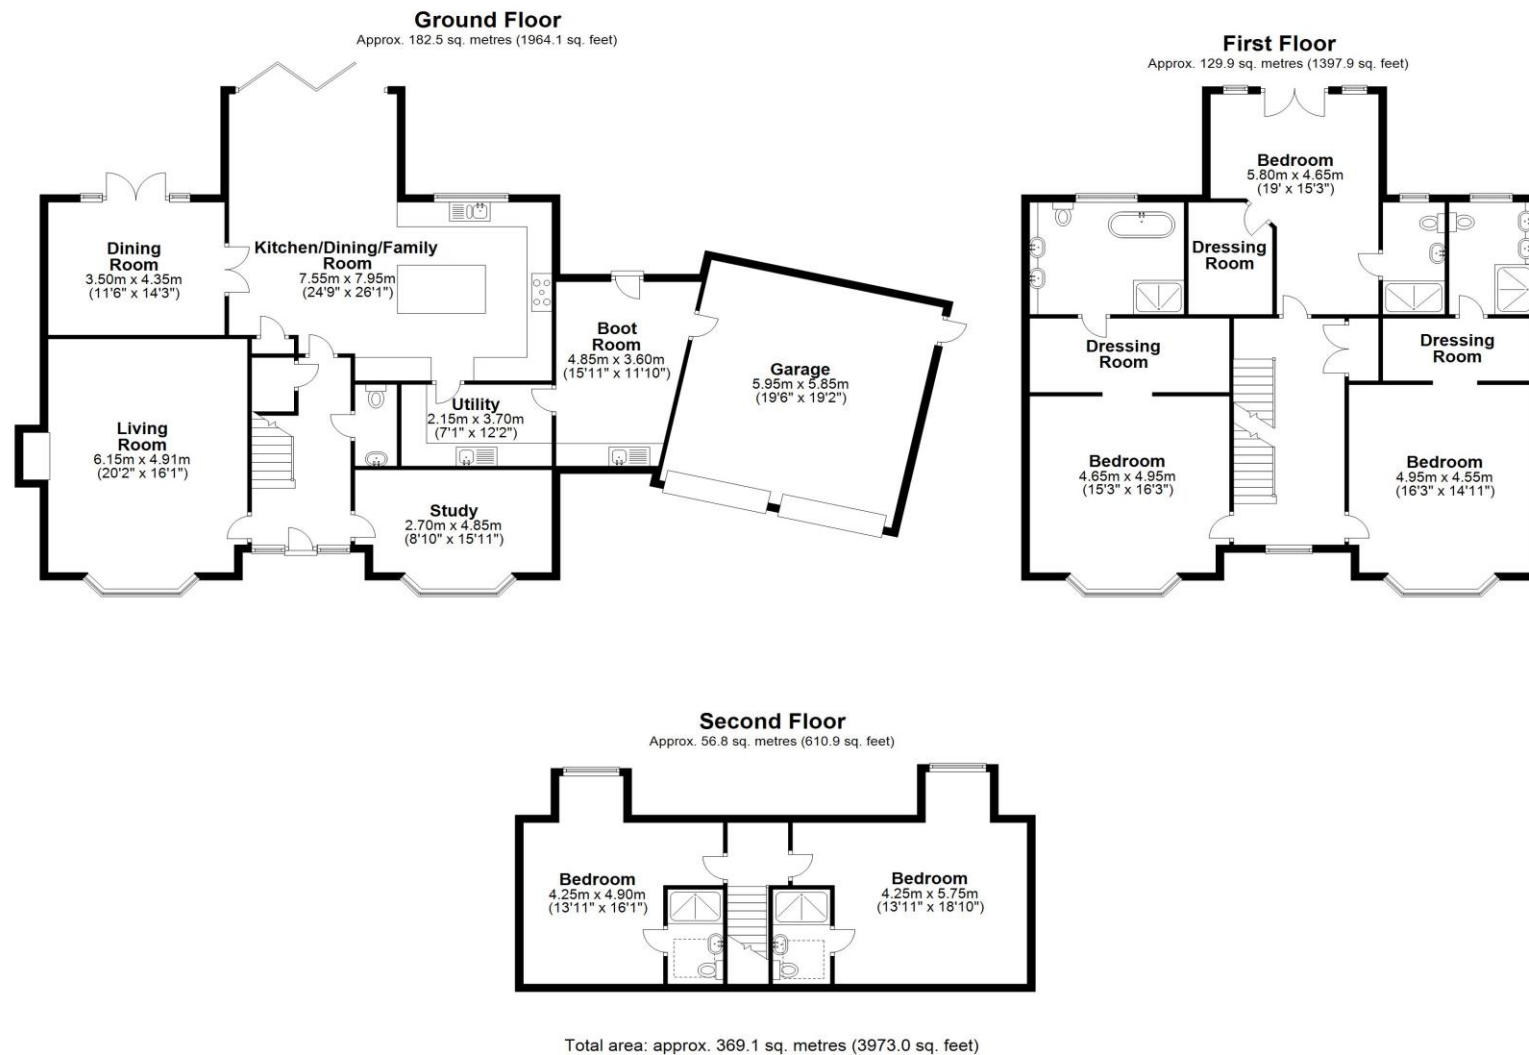 Ground Floor
Approx. 182.5 sq. metres (1964.1 sq. feet)
Dining
Room
3.50m x 4.35m
(11'6" x 14'3")
Kitchen/Dining/Family
Room
7.55m x 7.95m
(24'9" x 26'1")
Boot
Room
4.85m x 3.60m
(15'11" x 11'10")
Garage
5.95m x 5.85m
(19'6" x 19'2")
Utility
2.15m x 3.70m
(7'1" x 12'2")
Living
Room
6.15m x 4.91m
(20'2" x 16'1")
Study
2.70m x 4.85m
(8'10" x 15'11")
First Floor
Approx. 129.9 sq. metres (1397.9 sq. feet)
Bedroom
5.80m x 4.65m
(19' x 15'3")
Dressing
Room
Dressing
Room
Dressing
Room
Bedroom
4.65m x 4.95m
(15'3" x 16'3")
Bedroom
4.95m x 4.55m
(16'3" x 14'11")
Second Floor
Approx. 56.8 sq. metres (610.9 sq. feet)
Bedroom
4.25m x 4.90m
(13'11" x 16'1")
Bedroom
4.25m x 5.75m
(13'11" x 18'10")
Total area: approx. 369.1 sq. metres (3973.0 sq. feet)